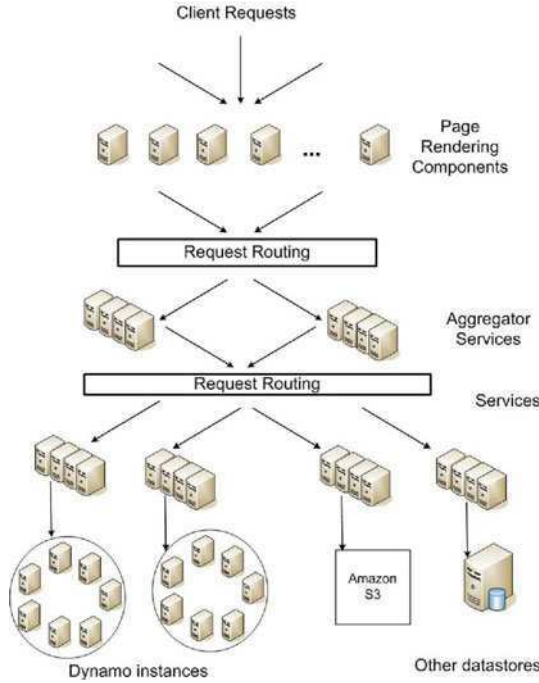 Client Requests
Page
Rendering
Components
...
Request Routing
Aggregator
Services
Request Routing
Services
Amazon
S3
Dynamo instances
Other datastores